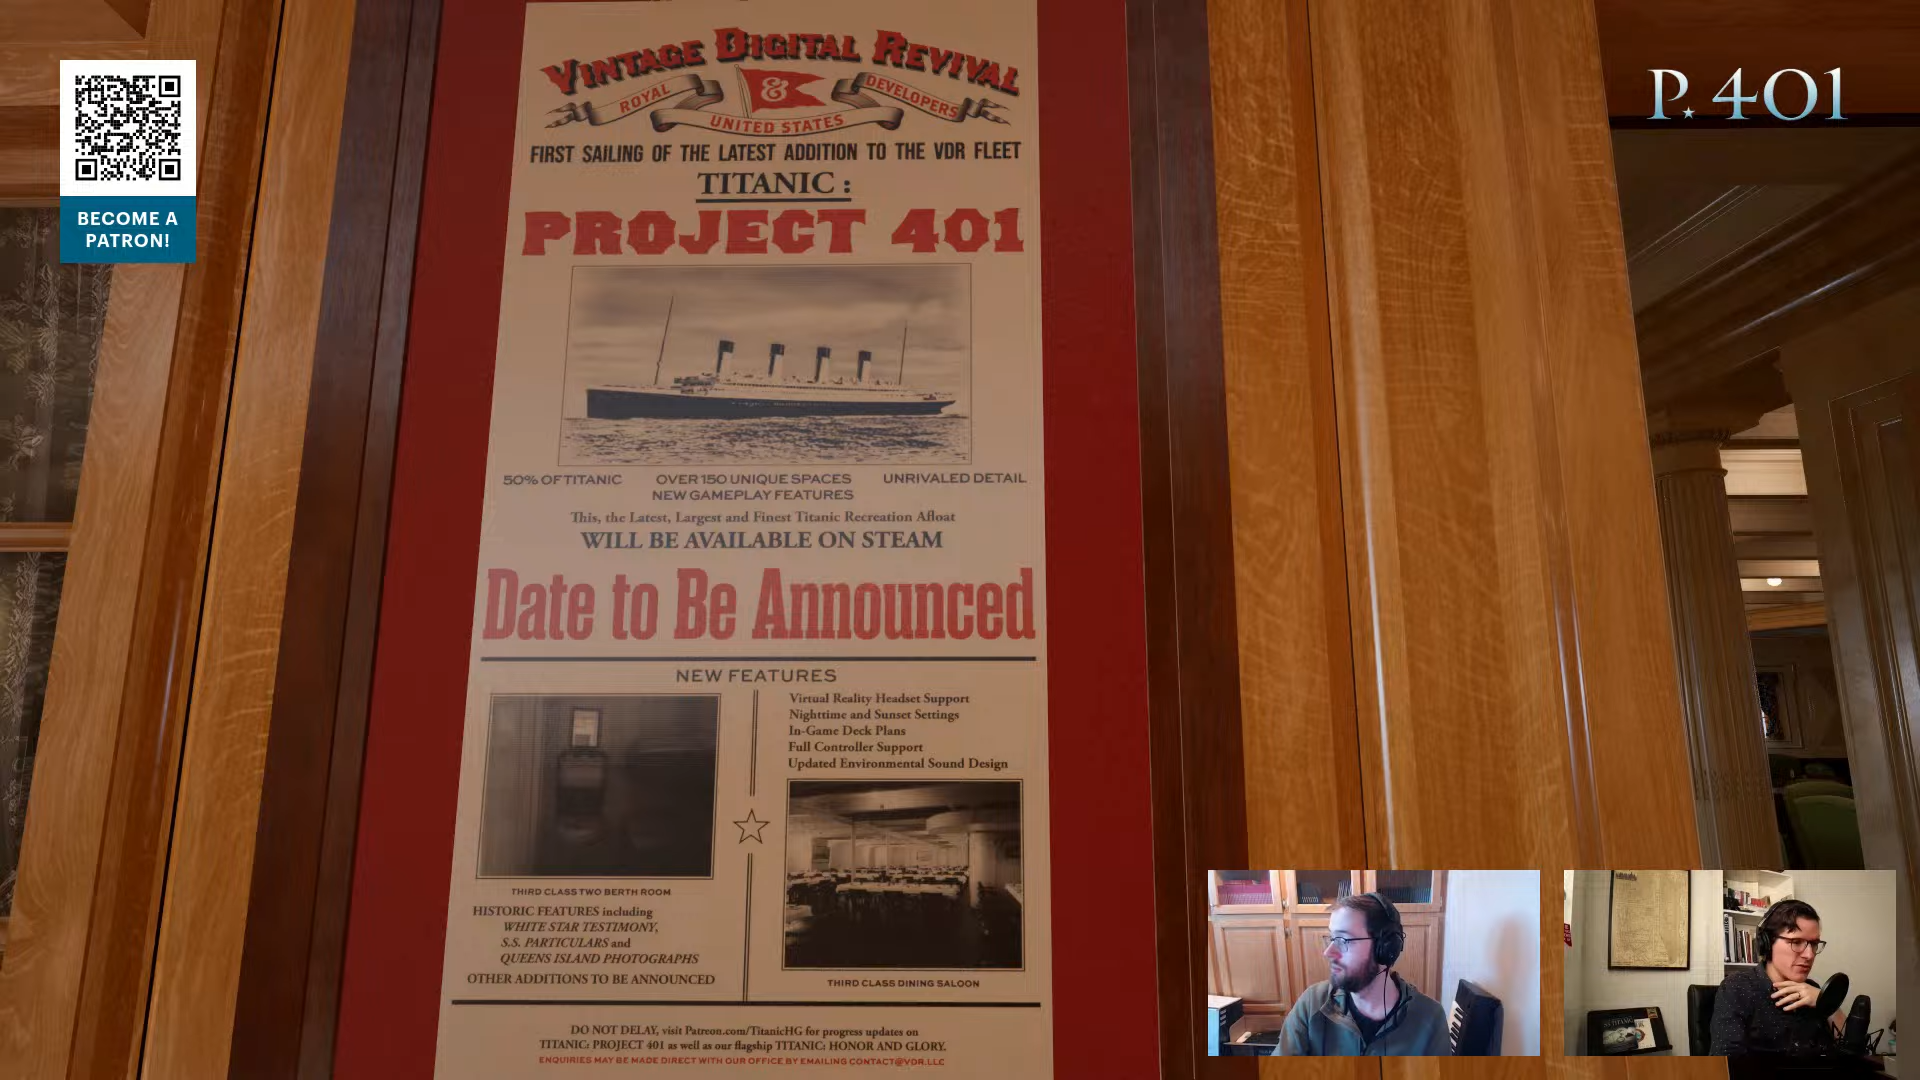 VINTAGE DIGITAL REVIVAL
ROYAL & DEVELOPERS
UNITED STATES
FIRST SAILING OF THE LATEST ADDITION TO THE VDR FLEET
TITANIC :
PROJECT 401
50% OF TITANIC OVER 150 UNIQUE SPACES UNRIVALED DETAIL
NEW GAMEPLAY FEATURES
This, the Latest, Largest and Finest Titanic Recreation Afloat
WILL BE AVAILABLE ON STEAM
Date to Be Announced
NEW FEATURES
Virtual Reality Headset Support
Nighttime and Sunset Settings
In-Game Deck Plans
Full Controller Support
Updated Environmental Sound Design
THIRD CLASS TWO BERTH ROOM
HISTORIC FEATURES including
WHITE STAR TESTIMONY,
S.S. PARTICULARS and
QUEENS ISLAND PHOTOGRAPHS
OTHER ADDITIONS TO BE ANNOUNCED
THIRD CLASS DINING SALOON
DO NOT DELAY, visit Patreon.com/TitanicHG for progress updates on
TITANIC: PROJECT 401 as well as our flagship TITANIC: HONOR AND GLORY.
ENQUIRIES MAY BE MADE DIRECT WITH OUR OFFICE BY EMAILING CONTACT@VDR.LLC
BECOME A
PATRON!
P. 401